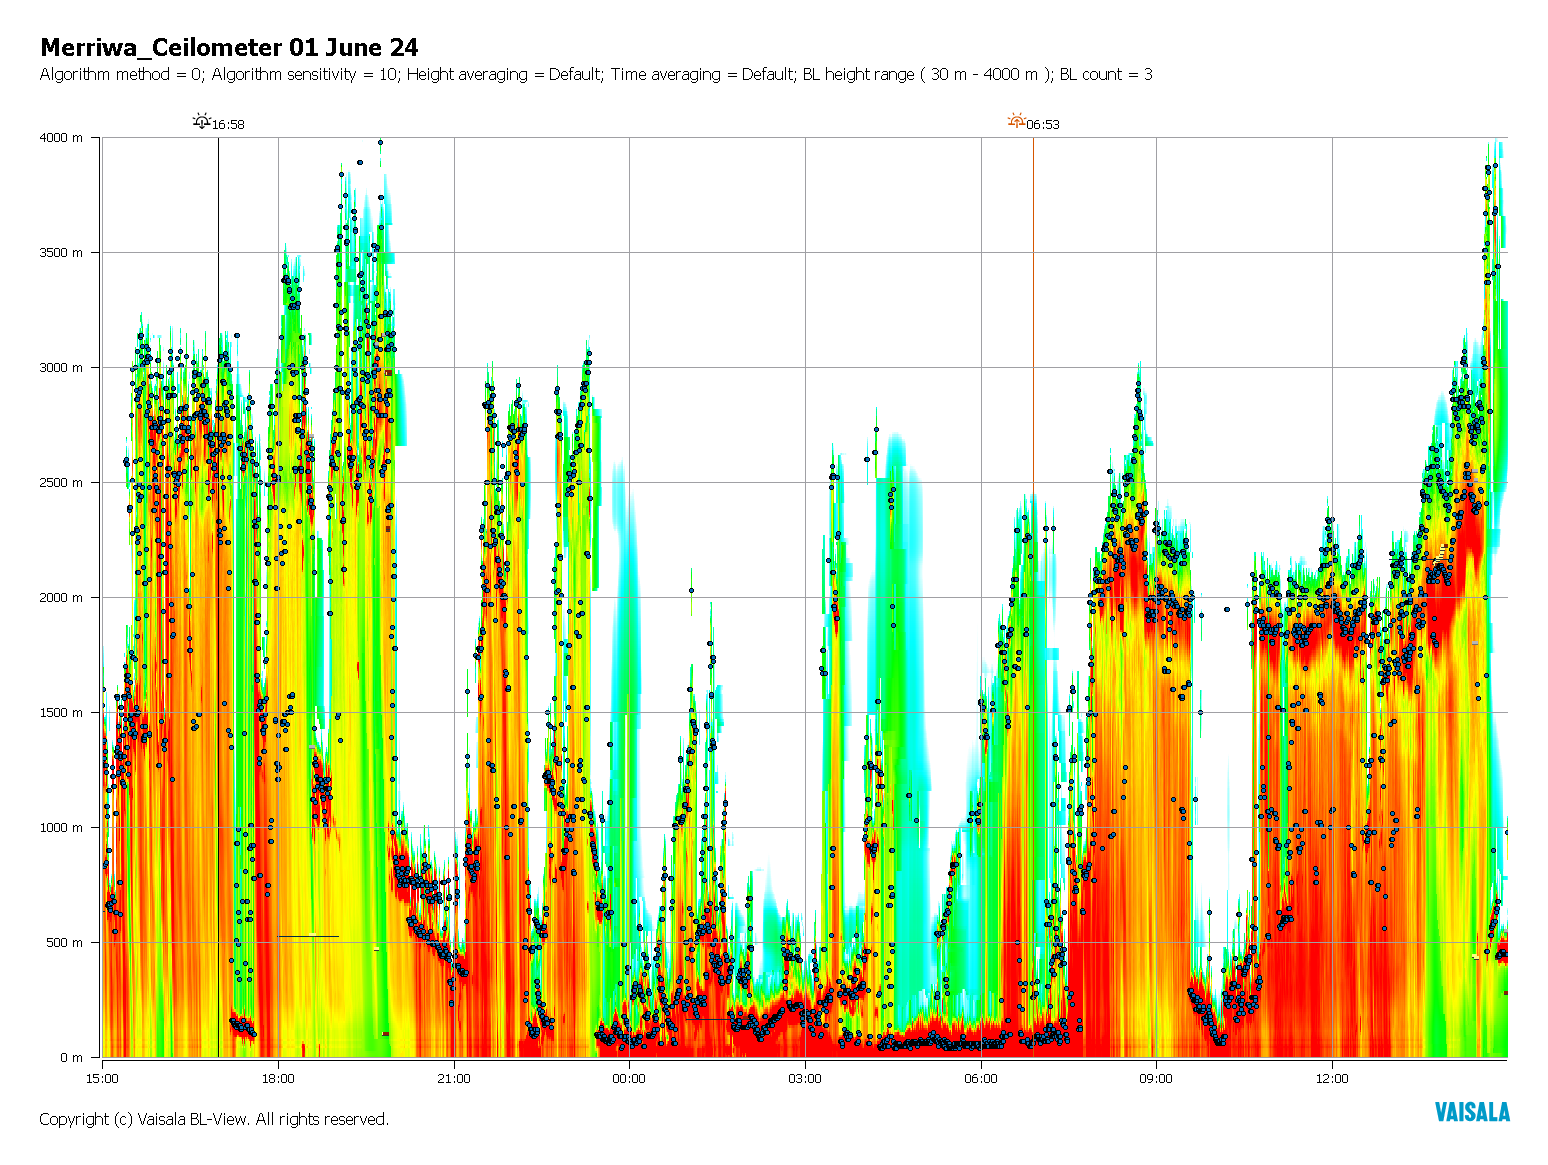 Merriwa_Ceilometer 01 June 24
Algorithm method = 0; Algorithm sensitivity = 10; Height averaging = Default; Time averaging = Default; BL height range ( 30 m - 4000 m ); BL count = 3
16:58
06:53
4000 m
3500 m
3000 m
2500 m
2000 m
1500 m
1000 m
500 m
0 m
15:00
18:00
21:00
00:00
03:00
06:00
09:00
12:00
Copyright (c) Vaisala BL-View. All rights reserved.
VAISALA